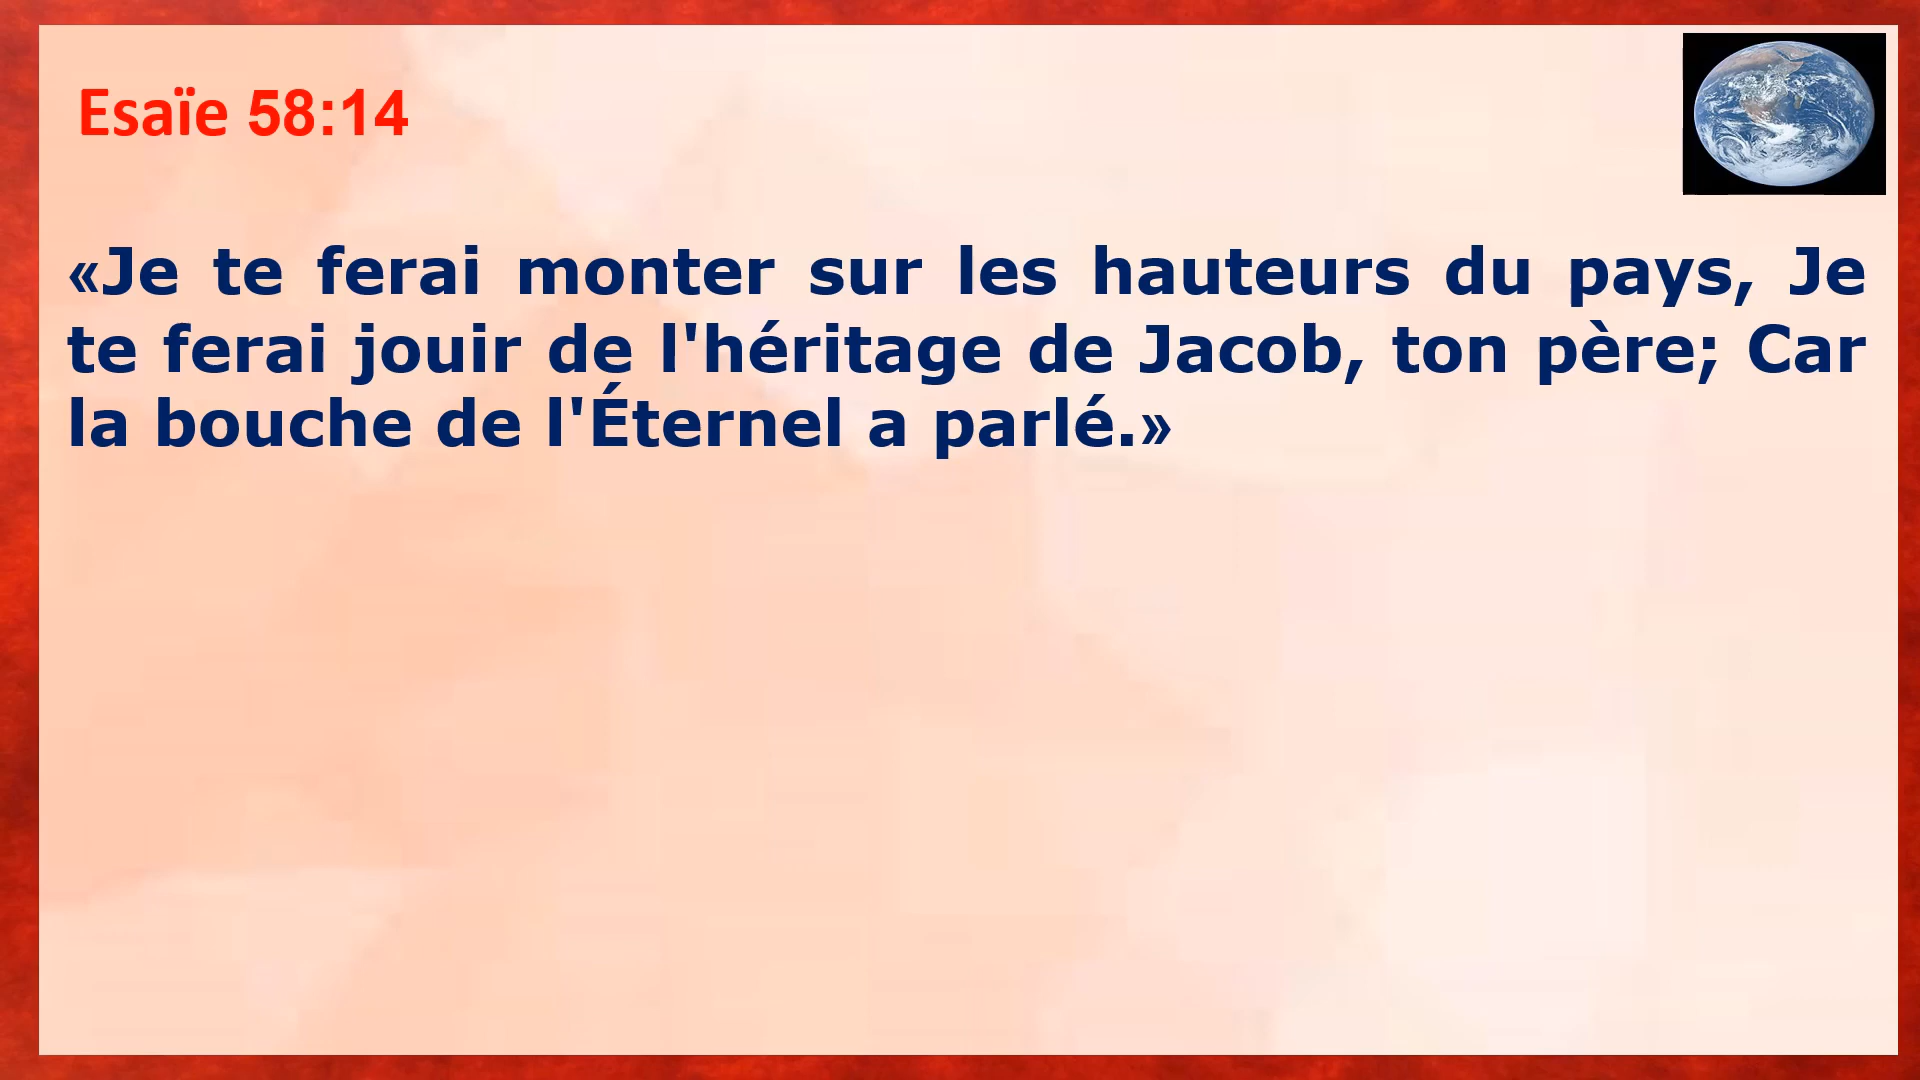 Esaïe 58:14
«Je te ferai monter sur les hauteurs du pays, Je
te ferai jouir de l'héritage de Jacob, ton père; Car
la bouche de l'Éternel a parlé.»